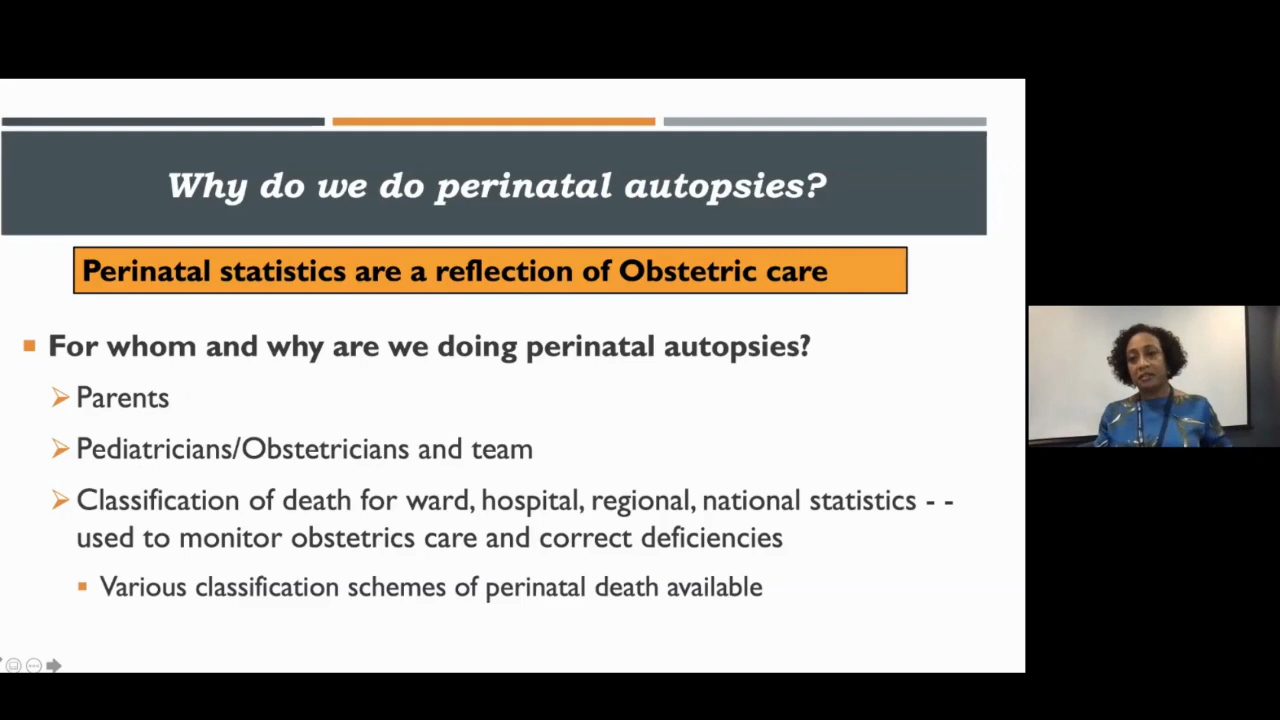 Why do we do perinatal autopsies?
Perinatal statistics are a reflection of Obstetric care
For whom and why are we doing perinatal autopsies?
Parents
Pediatricians/Obstetricians and team
Classification of death for ward, hospital, regional, national statistics - -
used to monitor obstetrics care and correct deficiencies
Various classification schemes of perinatal death available